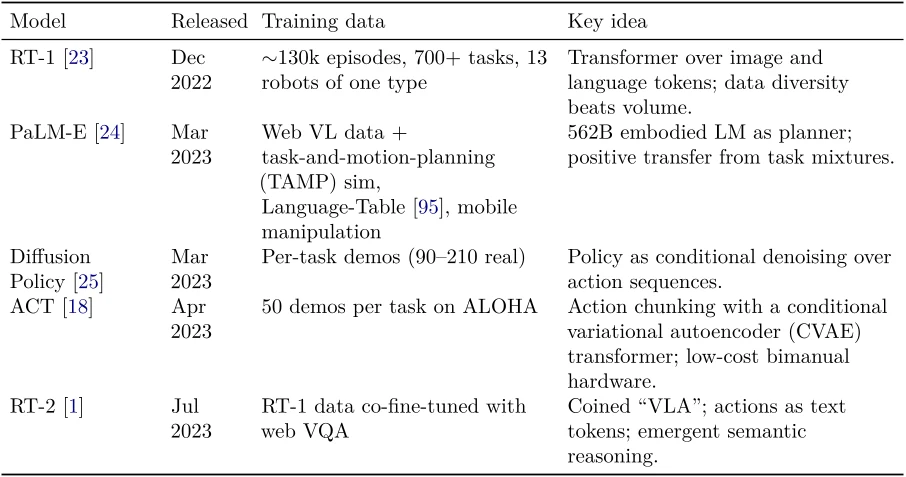 Model Released Training data Key idea
RT-1 [23] Dec ~130k episodes, 700+ tasks, 13 Transformer over image and
2022 robots of one type language tokens; data diversity
beats volume.
PaLM-E [24] Mar Web VL data + 562B embodied LM as planner;
2023 task-and-motion-planning positive transfer from task mixtures.
(TAMP) sim,
Language-Table [95], mobile
manipulation
Diffusion Mar Per-task demos (90–210 real) Policy as conditional denoising over
Policy [25] 2023 action sequences.
ACT [18] Apr 50 demos per task on ALOHA Action chunking with a conditional
2023 variational autoencoder (CVAE)
transformer; low-cost bimanual
hardware.
RT-2 [1] Jul RT-1 data co-fine-tuned with Coined “VLA”; actions as text
2023 web VQA tokens; emergent semantic
reasoning.